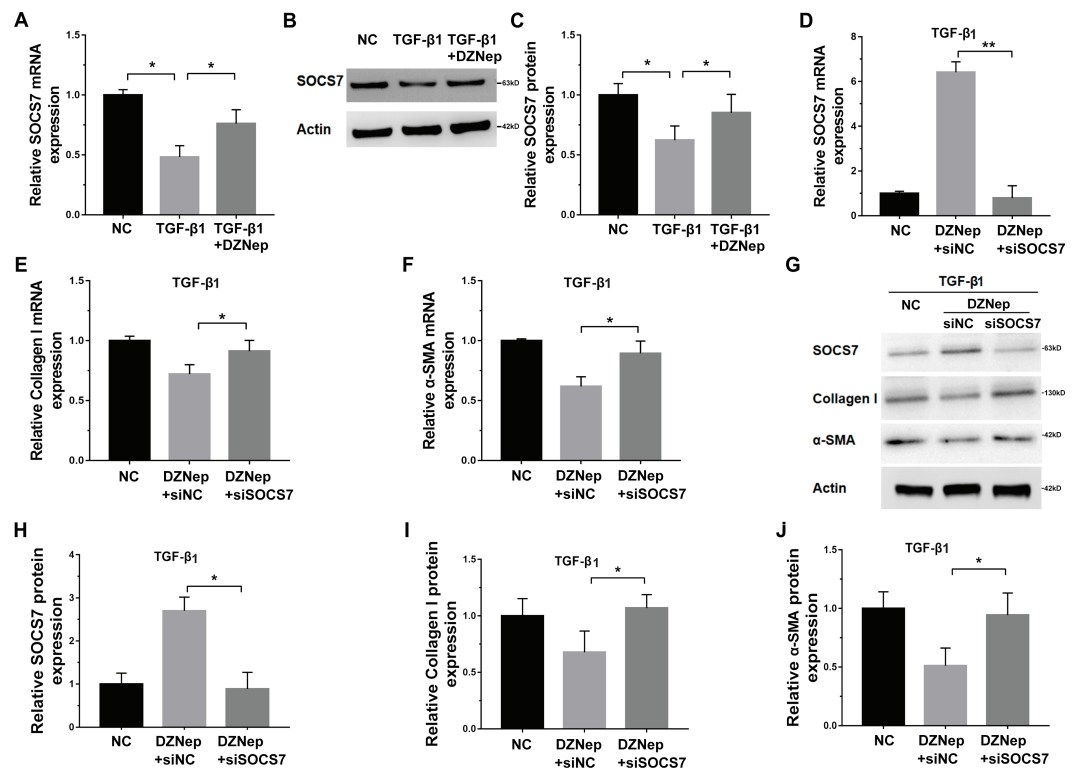 A
Relative SOCS7 mRNA
expression
1.5
1.0
0.5
0.0
*
*
NC
TGF-β1
TGF-β1
+DZNep
B
NC
TGF-β1
TGF-β1
+DZNep
SOCS7
-63kD
Actin
-42kD
C
Relative SOCS7 protein
expression
1.5
1.0
0.5
0.0
*
*
NC
TGF-β1
TGF-β1
+DZNep
D
TGF-β1
Relative SOCS7 mRNA
expression
8
6
4
2
0
**
NC
DZNep
+siNC
DZNep
+siSOCS7
E
TGF-β1
Relative Collagen I mRNA
expression
1.5
1.0
0.5
0.0
*
NC
DZNep
+siNC
DZNep
+siSOCS7
F
TGF-β1
Relative α-SMA mRNA
expression
1.5
1.0
0.5
0.0
*
NC
DZNep
+siNC
DZNep
+siSOCS7
G
TGF-β1
NC
DZNep
siNC
siSOCS7
SOCS7
-63kD
Collagen I
-130kD
α-SMA
-42kD
Actin
-42kD
H
TGF-β1
Relative SOCS7 protein
expression
4
3
2
1
0
*
NC
DZNep
+siNC
DZNep
+siSOCS7
I
TGF-β1
Relative Collagen I protein
expression
1.5
1.0
0.5
0.0
*
NC
DZNep
+siNC
DZNep
+siSOCS7
J
TGF-β1
Relative α-SMA protein
expression
1.5
1.0
0.5
0.0
*
NC
DZNep
+siNC
DZNep
+siSOCS7